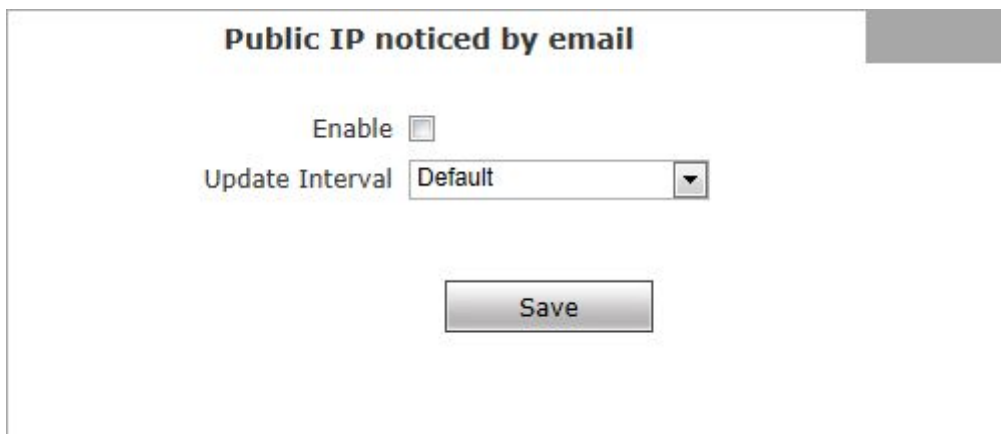 Public IP noticed by email
Enable
Update Interval Default
Save